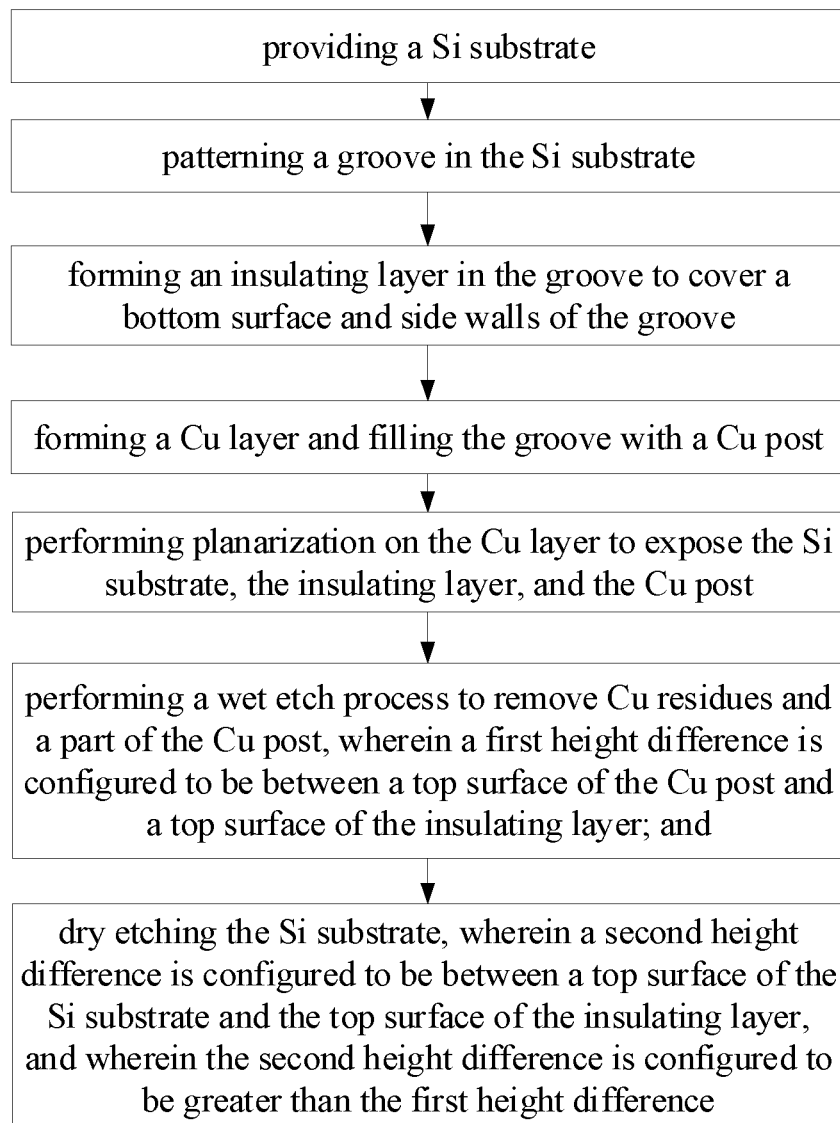 providing a Si substrate
patterning a groove in the Si substrate
forming an insulating layer in the groove to cover a
bottom surface and side walls of the groove
forming a Cu layer and filling the groove with a Cu post
performing planarization on the Cu layer to expose the Si
substrate, the insulating layer, and the Cu post
performing a wet etch process to remove Cu residues and
a part of the Cu post, wherein a first height difference is
configured to be between a top surface of the Cu post and
a top surface of the insulating layer; and
dry etching the Si substrate, wherein a second height
difference is configured to be between a top surface of the
Si substrate and the top surface of the insulating layer,
and wherein the second height difference is configured to
be greater than the first height difference